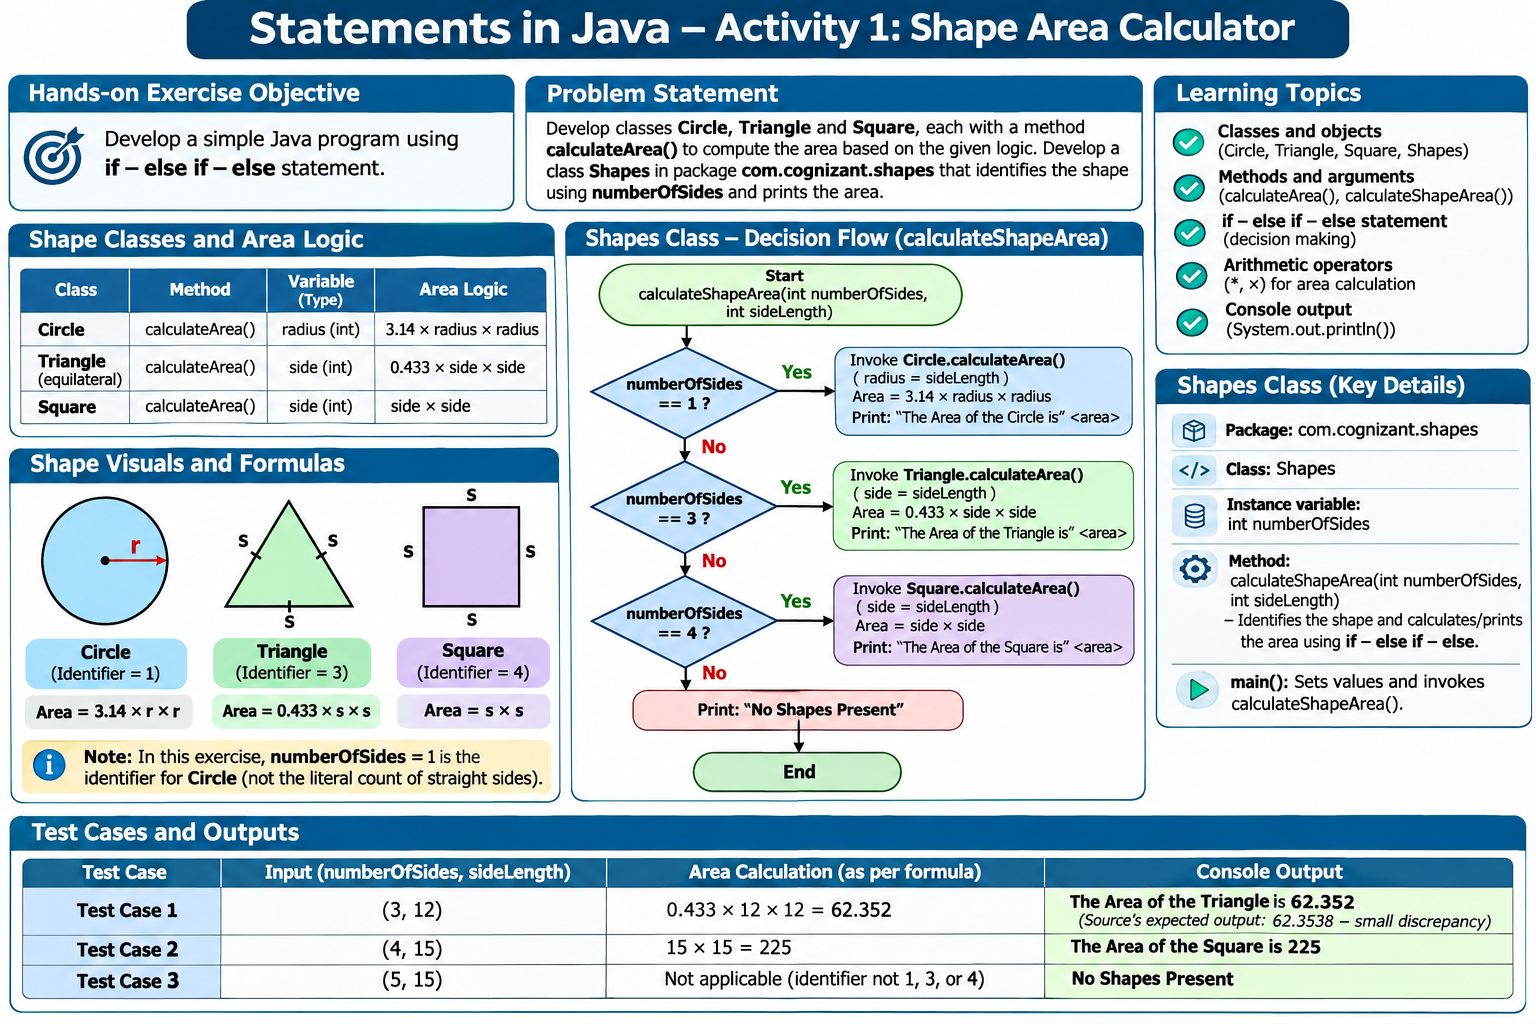 Statements in Java – Activity 1: Shape Area Calculator
Hands-on Exercise Objective
Develop a simple Java program using
if – else if – else statement.
Problem Statement
Develop classes Circle, Triangle and Square, each with a method
calculateArea() to compute the area based on the given logic. Develop a
class Shapes in package com.cognizant.shapes that identifies the shape
using numberOfSides and prints the area.
Learning Topics
Classes and objects
(Circle, Triangle, Square, Shapes)
Methods and arguments
(calculateArea(), calculateShapeArea())
if – else if – else statement
(decision making)
Arithmetic operators
(*, ×) for area calculation
Console output
(System.out.println())
Shape Classes and Area Logic
Class Method Variable (Type) Area Logic
Circle calculateArea() radius (int) 3.14 × radius × radius
Triangle (equilateral) calculateArea() side (int) 0.433 × side × side
Square calculateArea() side (int) side × side
Shape Visuals and Formulas
r
s
s
s
s
s
s
s
Circle
(Identifier = 1)
Area = 3.14 × r × r
Triangle
(Identifier = 3)
Area = 0.433 × s × s
Square
(Identifier = 4)
Area = s × s
i
Note: In this exercise, numberOfSides = 1 is the
identifier for Circle (not the literal count of straight sides).
Shapes Class – Decision Flow (calculateShapeArea)
Start
calculateShapeArea(int numberOfSides,
int sideLength)
numberOfSides
== 1 ?
Yes
Invoke Circle.calculateArea()
( radius = sideLength )
Area = 3.14 × radius × radius
Print: “The Area of the Circle is” <area>
No
numberOfSides
== 3 ?
Yes
Invoke Triangle.calculateArea()
( side = sideLength )
Area = 0.433 × side × side
Print: “The Area of the Triangle is” <area>
No
numberOfSides
== 4 ?
Yes
Invoke Square.calculateArea()
( side = sideLength )
Area = side × side
Print: “The Area of the Square is” <area>
No
Print: “No Shapes Present”
End
Shapes Class (Key Details)
Package: com.cognizant.shapes
</> Class: Shapes
Instance variable:
int numberOfSides
Method:
calculateShapeArea(int numberOfSides,
int sideLength)
– Identifies the shape and calculates/prints
the area using if – else if – else.
main(): Sets values and invokes
calculateShapeArea().
Test Cases and Outputs
Test Case Input (numberOfSides, sideLength) Area Calculation (as per formula) Console Output
Test Case 1 (3, 12) 0.433 × 12 × 12 = 62.352 The Area of the Triangle is 62.352
(Source’s expected output: 62.3538 – small discrepancy)
Test Case 2 (4, 15) 15 × 15 = 225 The Area of the Square is 225
Test Case 3 (5, 15) Not applicable (identifier not 1, 3, or 4) No Shapes Present